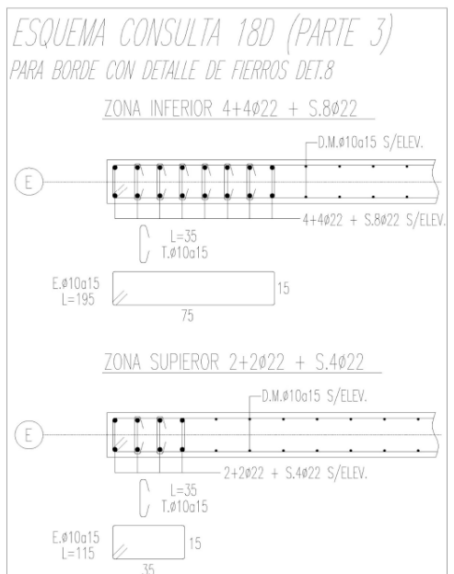 ESQUEMA CONSULTA 18D (PARTE 3)
PARA BORDE CON DETALLE DE FIERROS DET.8
ZONA INFERIOR 4+4Ø22 + S.8Ø22
D.M.Ø10a15 S/ELEV.
E
4+4Ø22 + S.8Ø22 S/ELEV.
L=35
T.Ø10a15
E.Ø10a15
L=195
15
75
ZONA SUPIEROR 2+2Ø22 + S.4Ø22
D.M.Ø10a15 S/ELEV.
E
2+2Ø22 + S.4Ø22 S/ELEV.
L=35
T.Ø10a15
E.Ø10a15
L=115
15
35